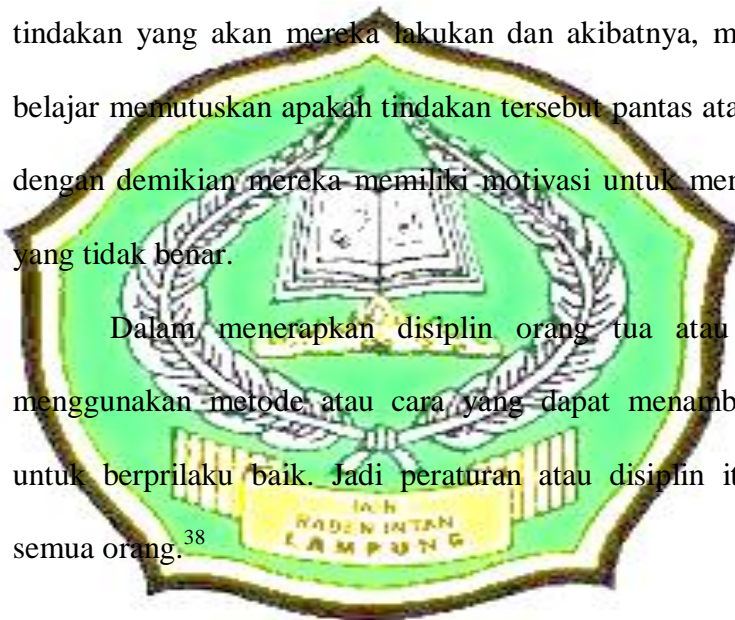 tindakan yang akan mereka lakukan dan akibatnya, m
belajar memutuskan apakah tindakan tersebut pantas ata
dengan demikian mereka memiliki motivasi untuk mer
yang tidak benar.
Dalam menerapkan disiplin orang tua atau
menggunakan metode atau cara yang dapat menamb
untuk berprilaku baik. Jadi peraturan atau disiplin it
semua orang.38
IAIN
RADEN INTAN
LAMPUNG